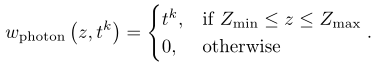 w_photon (z, t^k) = { t^k, if Z_min ≤ z ≤ Z_max
0, otherwise .